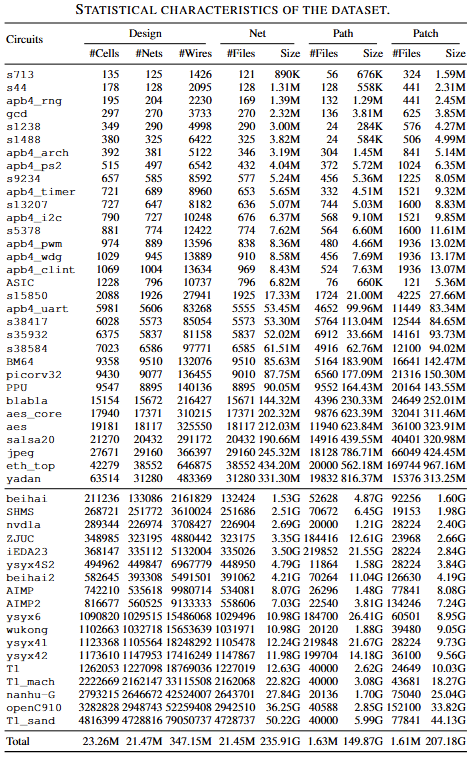 STATISTICAL CHARACTERISTICS OF THE DATASET.
Circuits Design Net Path Patch
#Cells #Nets #Wires #Files Size #Files Size #Files Size
s713 135 125 1426 121 890K 56 676K 324 1.59M
s44 178 128 2095 128 1.31M 128 558K 441 2.31M
apb4_rng 195 204 2230 169 1.39M 132 1.29M 441 2.45M
gcd 297 270 3733 270 2.32M 136 3.81M 625 3.85M
s1238 349 290 4998 290 3.00M 24 284K 576 4.27M
s1488 380 325 6422 325 3.82M 24 584K 506 4.99M
apb4_arch 392 381 5122 346 3.19M 304 1.45M 841 5.14M
apb4_ps2 515 497 6542 432 4.04M 372 5.72M 1024 6.35M
s9234 657 585 8592 577 5.24M 456 5.36M 1225 8.05M
apb4_timer 721 689 8960 653 5.65M 332 4.51M 1521 9.32M
s13207 727 647 8182 636 5.07M 744 5.03M 1600 8.83M
apb4_i2c 790 727 10248 676 6.37M 568 9.10M 1521 9.85M
s5378 881 774 12422 774 7.62M 564 6.60M 1600 11.61M
apb4_pwm 974 889 13596 838 8.36M 480 4.66M 1936 13.02M
apb4_wdg 1029 945 13889 910 8.58M 456 7.69M 1936 13.17M
apb4_clint 1069 1004 13634 969 8.43M 524 7.63M 1936 13.07M
ASIC 1228 796 10737 796 6.82M 76 660K 121 5.36M
s15850 2088 1926 27941 1925 17.33M 1724 21.00M 4225 27.66M
apb4_uart 5981 5606 83268 5555 53.45M 4652 99.96M 11449 83.34M
s38417 6028 5573 85054 5573 53.30M 5764 113.04M 12544 84.65M
s35932 6375 5837 81158 5837 52.02M 6912 33.66M 14161 93.73M
s38584 7023 6586 97771 6585 61.51M 4916 62.76M 12100 94.02M
BM64 9358 9510 132076 9510 85.63M 5164 183.90M 16641 142.47M
picorv32 9430 9077 136455 9010 87.75M 6560 177.09M 21316 150.30M
PPU 9547 8895 140136 8895 90.05M 9552 164.43M 20164 143.55M
blabla 15154 15672 216427 15671 144.32M 4396 230.33M 24649 252.01M
aes_core 17940 17371 310215 17371 202.32M 9876 623.39M 32041 311.46M
aes 19181 18117 325550 18117 212.03M 11940 623.84M 36100 323.91M
salsa20 21270 20432 291172 20432 190.66M 14916 439.55M 40401 320.98M
jpeg 27671 29160 366397 29160 245.32M 18128 786.71M 66049 424.45M
eth_top 42279 38552 646875 38552 434.20M 20000 562.18M 169744 967.16M
yadan 63514 31280 483369 31280 331.30M 19832 816.37M 15376 313.25M
beihai 211236 133086 2161829 132424 1.53G 52628 4.87G 92256 1.60G
SHMS 268721 251772 3610024 251686 2.51G 70672 6.45G 19153 1.98G
nvdla 289344 226974 3708427 226904 2.69G 20000 1.21G 28224 2.40G
ZJUC 348985 323195 4880442 323175 3.35G 184416 12.61G 23968 2.66G
iEDA23 368147 335112 5132004 335026 3.50G 219852 21.55G 28224 2.84G
ysyx4S2 494962 449847 6967779 448950 4.79G 11864 1.58G 28224 3.84G
beihai2 582645 393308 5491501 391062 4.21G 70264 11.04G 126630 4.19G
AIMP 742210 535618 9980714 534081 8.07G 26296 1.48G 77841 8.08G
AIMP2 816677 560525 9133333 558606 7.03G 22540 3.81G 134246 7.24G
ysyx6 1090820 1029515 15486068 1029496 10.98G 184700 26.41G 60501 8.95G
wukong 1102663 1032718 15653639 1031971 10.98G 20120 1.88G 39480 9.05G
ysyx41 1123368 1105564 18248292 1105478 12.24G 219848 21.67G 28224 9.73G
ysyx42 1173610 1147953 17416249 1147867 11.98G 199704 14.18G 36100 9.56G
T1 1262053 1227098 18769036 1227019 12.63G 40000 2.62G 24649 10.03G
T1_mach 2222669 2162147 33115508 2162068 22.82G 40000 3.08G 43681 18.27G
nanhu-G 2793215 2646672 42524007 2643701 27.84G 20136 1.70G 75040 25.04G
openC910 3282828 2948743 52259408 2942510 36.25G 40588 2.85G 152100 33.82G
T1_sand 4816399 4728816 79050737 4728737 50.22G 40000 5.99G 77841 44.13G
Total 23.26M 21.47M 347.15M 21.45M 235.91G 1.63M 149.87G 1.61M 207.18G